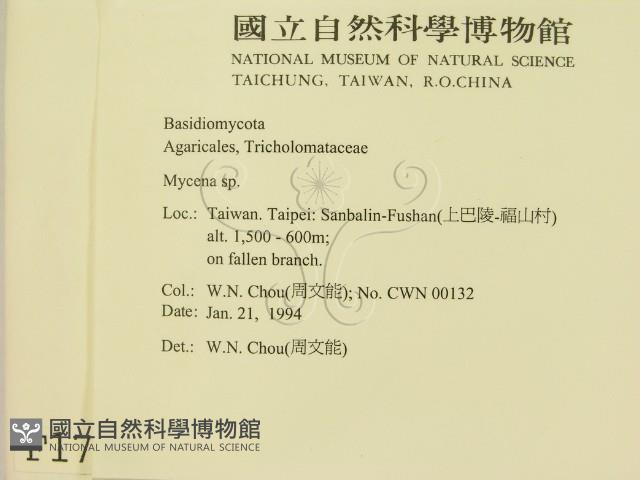 國立自然科學博物館
NATIONAL MUSEUM OF NATURAL SCIENCE
TAICHUNG, TAIWAN, R.O.CHINA
Basidiomycota
Agaricales, Tricholomataceae
Mycena sp.
Loc.: Taiwan. Taipei: Sanbalin-Fushan(上巴陵-福山村)
alt. 1,500 - 600m;
on fallen branch.
Col.: W.N. Chou(周文能); No. CWN 00132
Date: Jan. 21, 1994
Det.: W.N. Chou(周文能)
國立自然科學博物館
NATIONAL MUSEUM OF NATURAL SCIENCE